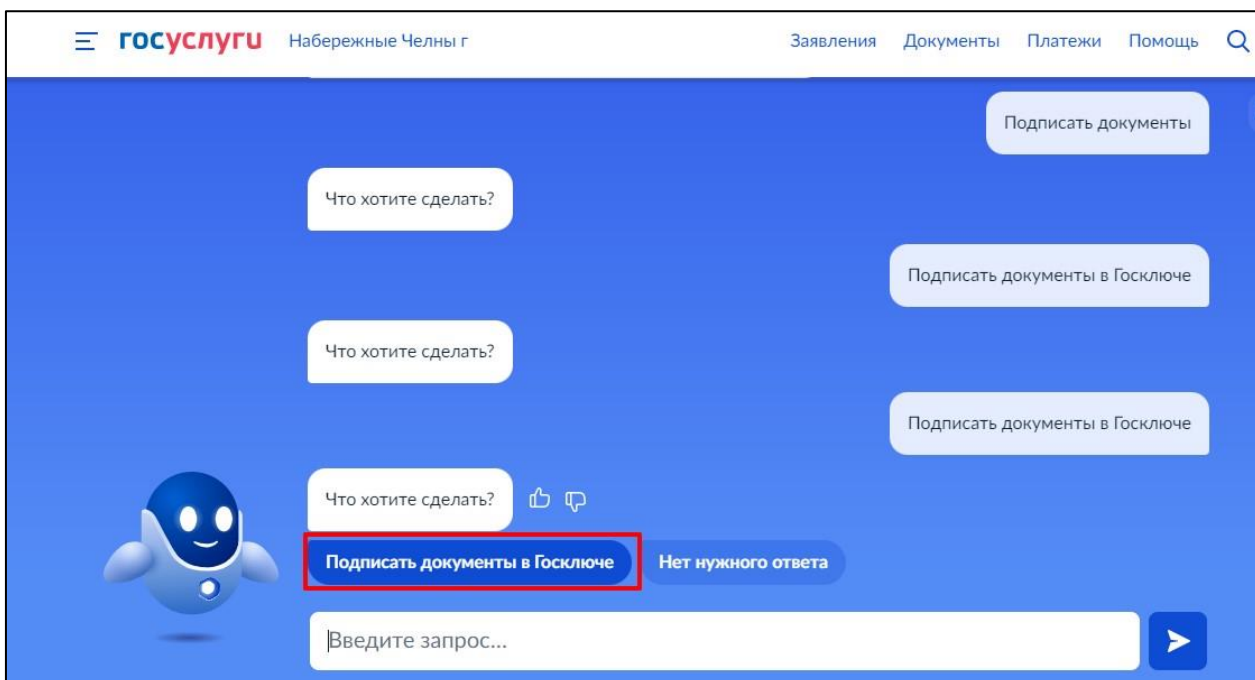 госуслуги Набережные Челны г Заявления Документы Платежи Помощь
Подписать документы
Что хотите сделать?
Подписать документы в Госключе
Что хотите сделать?
Подписать документы в Госключе
Что хотите сделать?
Подписать документы в Госключе Нет нужного ответа
Введите запрос...